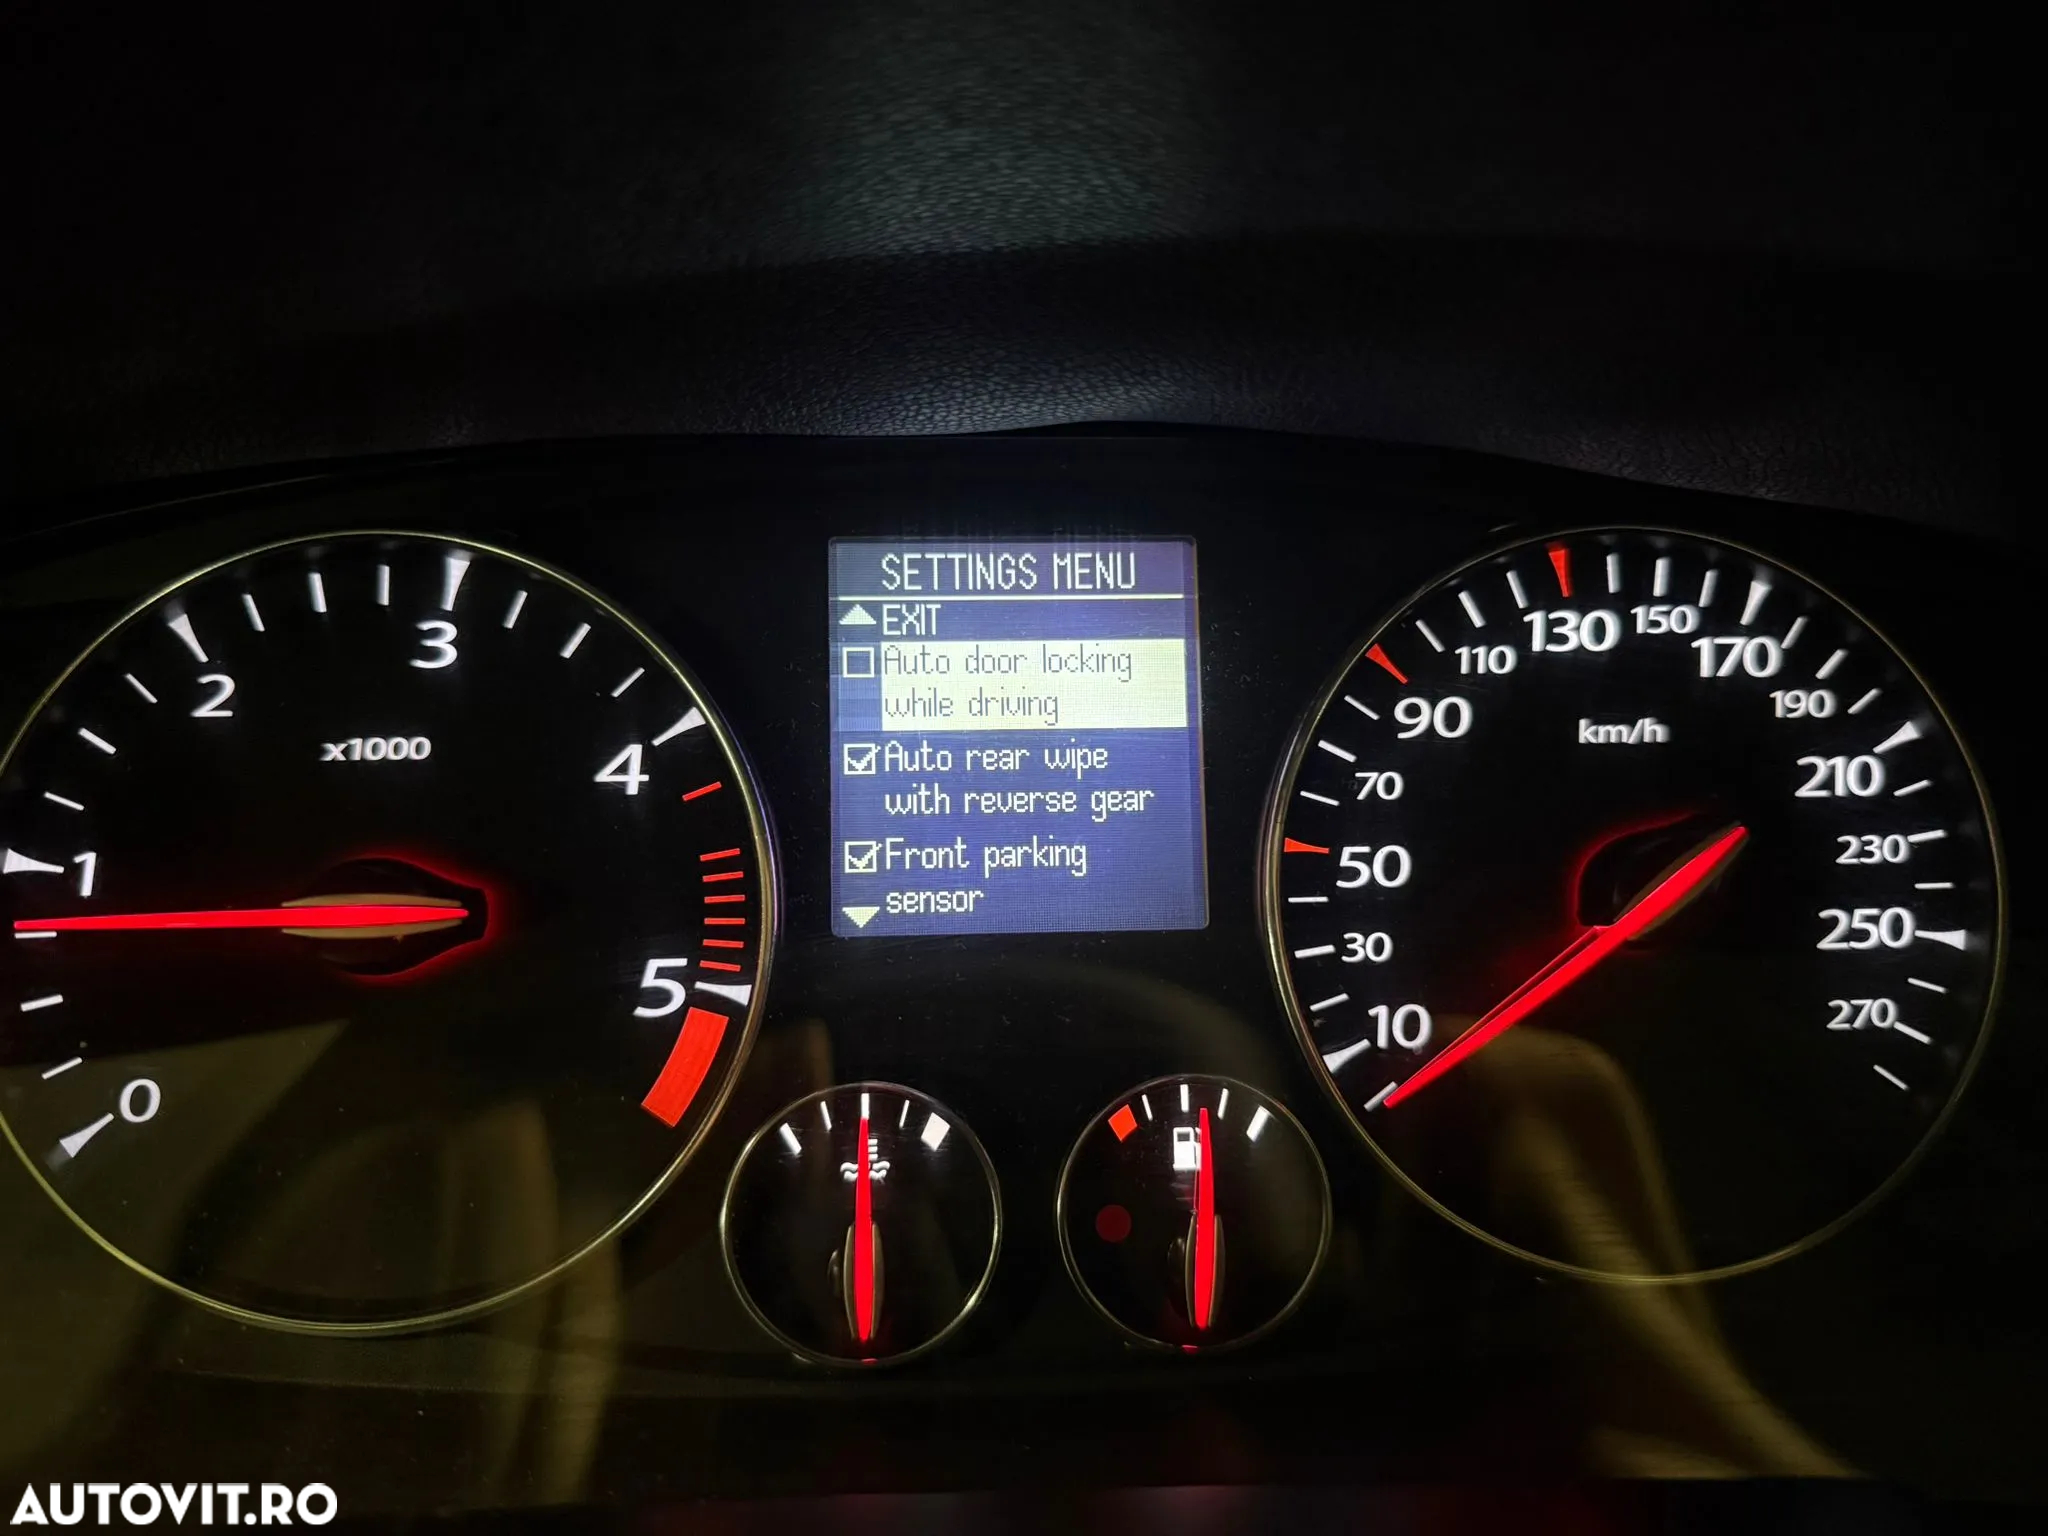 SETTINGS MENU
EXIT
Auto door locking
while driving
Auto rear wipe
with reverse gear
Front parking
sensor
0
1
2
3
4
5
x1000
10
30
50
70
90
110
130
150
170
190
210
230
250
270
km/h
AUTOVIT.RO